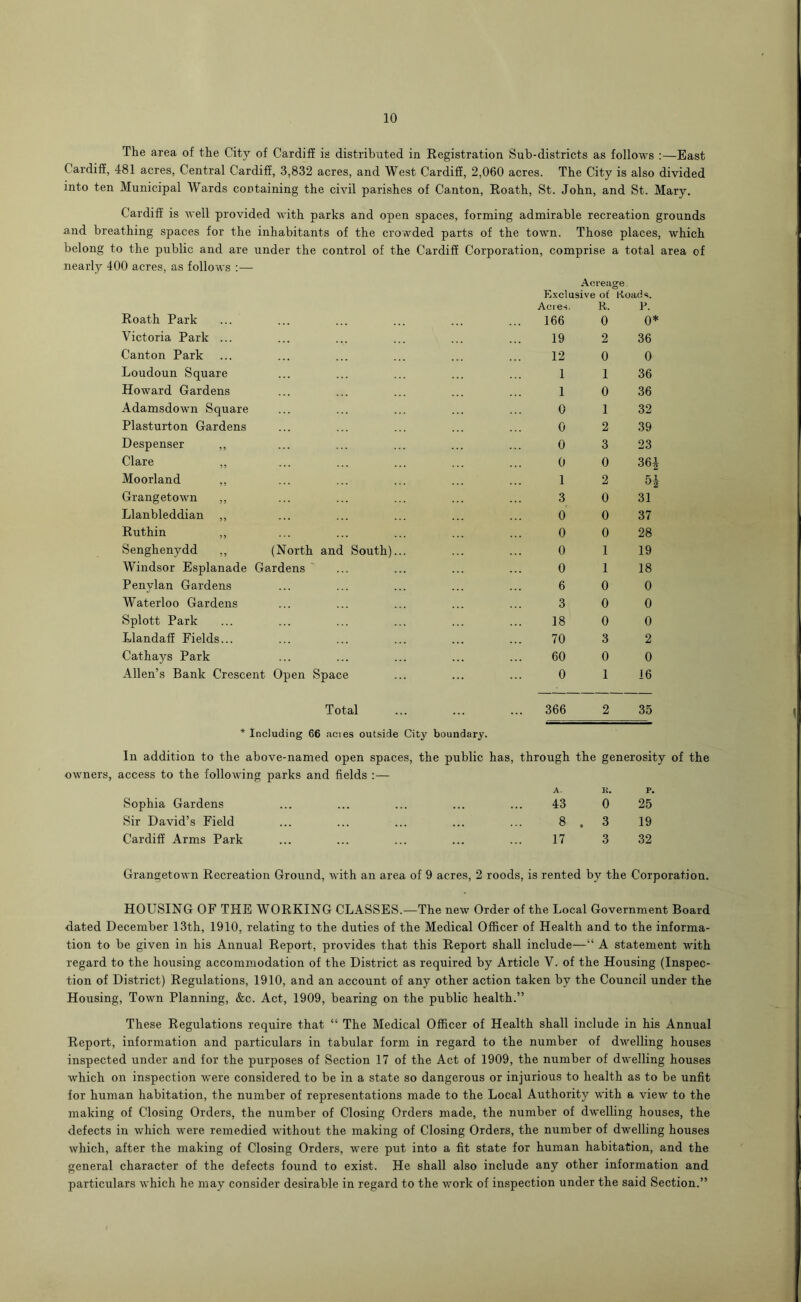 10
The area of the City of Cardiff is distributed in Registration Sub-districts as follows :—East
Cardiff, 481 acres, Central Cardiff, 3,832 acres, and West Cardiff, 2,060 acres. The City is also divided
into ten Municipal Wards containing the civil parishes of Canton, Roath, St. John, and St. Mary.
Cardiff is well provided with parks and open spaces, forming admirable recreation grounds
and breathing spaces for the inhabitants of the crowded parts of the town. Those places, which
belong to the public and are under the control of the Cardiff Corporation, comprise a total area of
nearly 400 acres, as follows :—
Acreage.
Exclusive of Roads.
Acres. R. P.
Roath Park ... ... ... ... ... ... 166 0 0*
Victoria Park ... ... ... ... ... ... 19 2 36
Canton Park ... ... ... ... ... ... 12 0 0
Loudoun Square ... ... ... ... ... 1 1 36
Howard Gardens ... ... ... ... ... 1 0 36
Adamsdown Square ... ... ... ... ... 0 1 32
Plasturton Gardens ... ... ... ... ... 0 2 39
Despenser ,, ... ... ... ... ... 0 3 23
Clare ,, ... ... ... ... ... 0 0 36½
Moorland ,, ... ... ... ... ... 1 2 5½
Grangetown ,, ... ... ... ... ... 3 0 31
Llanbleddian ,, ... ... ... ... ... 0 0 37
Ruthin ,, ... ... ... ... ... 0 0 28
Senghenydd ,, (North and South)... ... ... 0 1 19
Windsor Esplanade Gardens ... ... ... ... 0 1 18
Penylan Gardens ... ... ... ... ... 6 0 0
Waterloo Gardens ... ... ... ... ... 3 0 0
Splott Park ... ... ... ... ... ... 18 0 0
Llandaff Fields... ... ... ... ... ... 70 3 2
Cathays Park ... ... ... ... ... 60 0 0
Allen's Bank Crescent Open Space ... ... ... 0 1 16
Total ... ... ... 366 2 35
* Including 66 acres outside City boundary.
In addition to the above-named open spaces, the public has, through the generosity of the
owners, access to the following parks and fields :—
A. R. P.
Sophia Gardens ... ... ... ... ... 43 0 25
Sir David's Field ... ... ... ... ... 8 . 3 19
Cardiff Arms Park ... ... ... ... ... 17 3 32
Grangetown Recreation Ground, with an area of 9 acres, 2 roods, is rented by the Corporation.
HOUSING OF THE WORKING CLASSES.—The new Order of the Local Government Board
dated December 13th, 1910, relating to the duties of the Medical Officer of Health and to the informa-
tion to be given in his Annual Report, provides that this Report shall include—“ A statement with
regard to the housing accommodation of the District as required by Article V. of the Housing (Inspec-
tion of District) Regulations, 1910, and an account of any other action taken by the Council under the
Housing, Town Planning, &c. Act, 1909, bearing on the public health.”
These Regulations require that “ The Medical Officer of Health shall include in his Annual
Report, information and particulars in tabular form in regard to the number of dwelling houses
inspected under and for the purposes of Section 17 of the Act of 1909, the number of dwelling houses
which on inspection were considered to be in a state so dangerous or injurious to health as to be unfit
for human habitation, the number of representations made to the Local Authority with a view to the
making of Closing Orders, the number of Closing Orders made, the number of dwelling houses, the
defects in which were remedied without the making of Closing Orders, the number of dwelling houses
which, after the making of Closing Orders, were put into a fit state for human habitation, and the
general character of the defects found to exist. He shall also include any other information and
particulars which he may consider desirable in regard to the work of inspection under the said Section.”